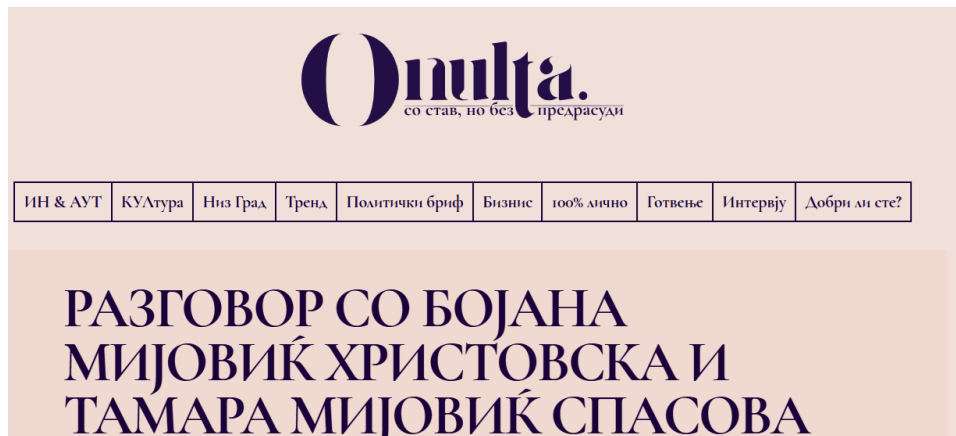 Onulta.
со став, но без предрасуди
ИН & АУТ КУЛтура Низ Град Тренд Политички бриф Бизнис 100% лично Готвење Интервју Добри ли сте?
РАЗГОВОР СО БОЈАНА
МИЈОВИЌ ХРИСТОВСКА И
ТАМАРА МИЈОВИЌ СПАСОВА